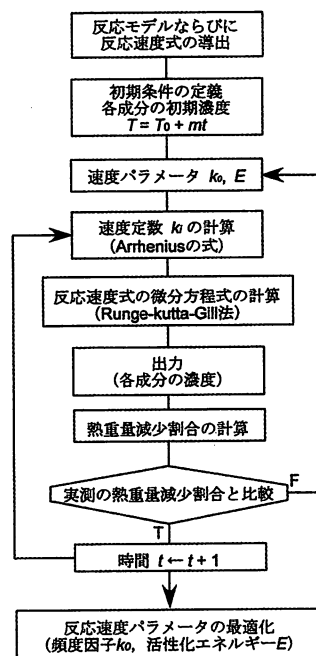 反応モデルならびに
反応速度式の導出
初期条件の定義
各成分の初期濃度
T = T₀ + mt
速度パラメータ k₀, E
速度定数 kᵢ の計算
(Arrheniusの式)
反応速度式の微分方程式の計算
(Runge-kutta-Gill法)
出力
(各成分の濃度)
熱重量減少割合の計算
実測の熱重量減少割合と比較
F
T
時間 t ← t + 1
反応速度パラメータの最適化
(頻度因子k₀, 活性化エネルギーE)